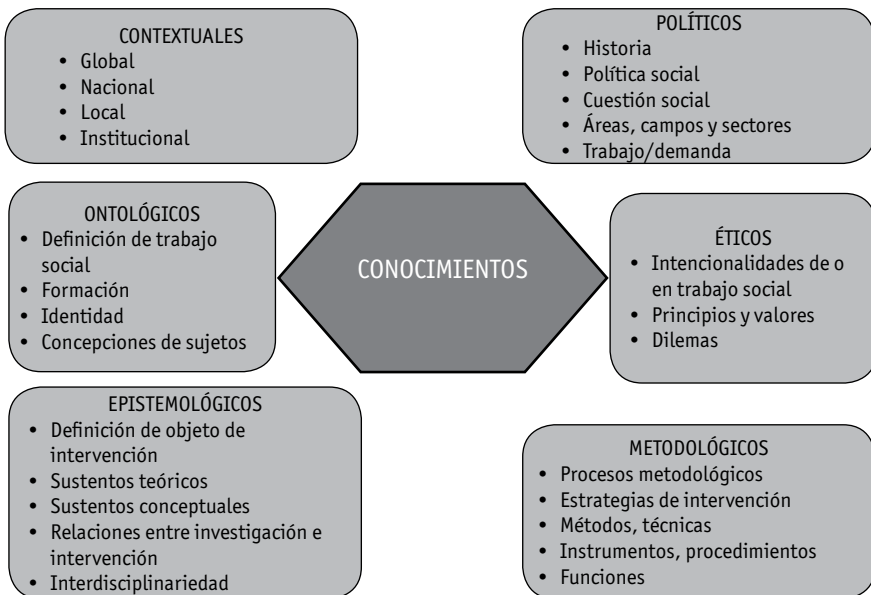 CONTEXTUALES
• Global
• Nacional
• Local
• Institucional
POLÍTICOS
• Historia
• Política social
• Cuestión social
• Áreas, campos y sectores
• Trabajo/demanda
ONTOLÓGICOS
• Definición de trabajo
social
• Formación
• Identidad
• Concepciones de sujetos
CONOCIMIENTOS
ÉTICOS
• Intencionalidades de o
en trabajo social
• Principios y valores
• Dilemas
EPISTEMOLÓGICOS
• Definición de objeto de
intervención
• Sustentos teóricos
• Sustentos conceptuales
• Relaciones entre investigación e
intervención
• Interdisciplinariedad
METODOLÓGICOS
• Procesos metodológicos
• Estrategias de intervención
• Métodos, técnicas
• Instrumentos, procedimientos
• Funciones